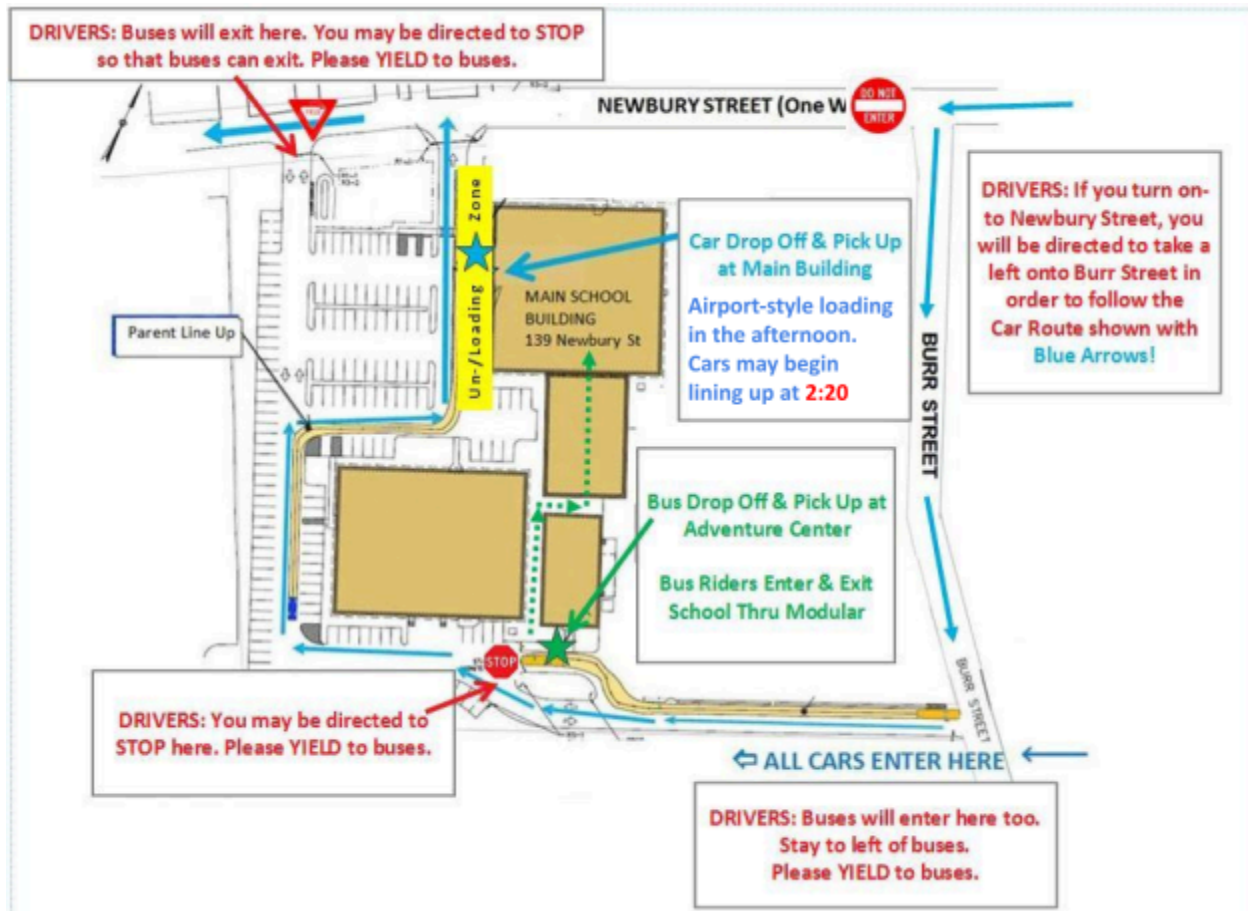 DRIVERS: Buses will exit here. You may be directed to STOP
so that buses can exit. Please YIELD to buses.
NEWBURY STREET (One W
DO NOT
ENTER
DRIVERS: If you turn on-
to Newbury Street, you
will be directed to take a
left onto Burr Street in
order to follow the
Car Route shown with
Blue Arrows!
Un-/Loading Zone
Car Drop Off & Pick Up
at Main Building
Airport-style loading
in the afternoon.
Cars may begin
lining up at 2:20
MAIN SCHOOL
BUILDING
139 Newbury St
Parent Line Up
BURR STREET
Bus Drop Off & Pick Up at
Adventure Center
Bus Riders Enter & Exit
School Thru Modular
STOP
BURR STREET
DRIVERS: You may be directed to
STOP here. Please YIELD to buses.
ALL CARS ENTER HERE
DRIVERS: Buses will enter here too.
Stay to left of buses.
Please YIELD to buses.